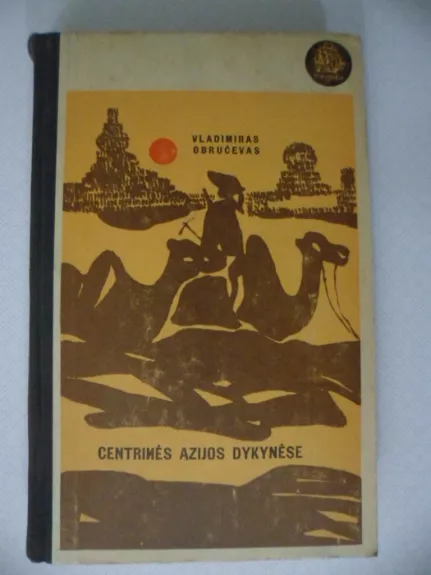 VLADIMIRAS
OBRUČEVAS
CENTRINĖS AZIJOS DYKYNĖSE